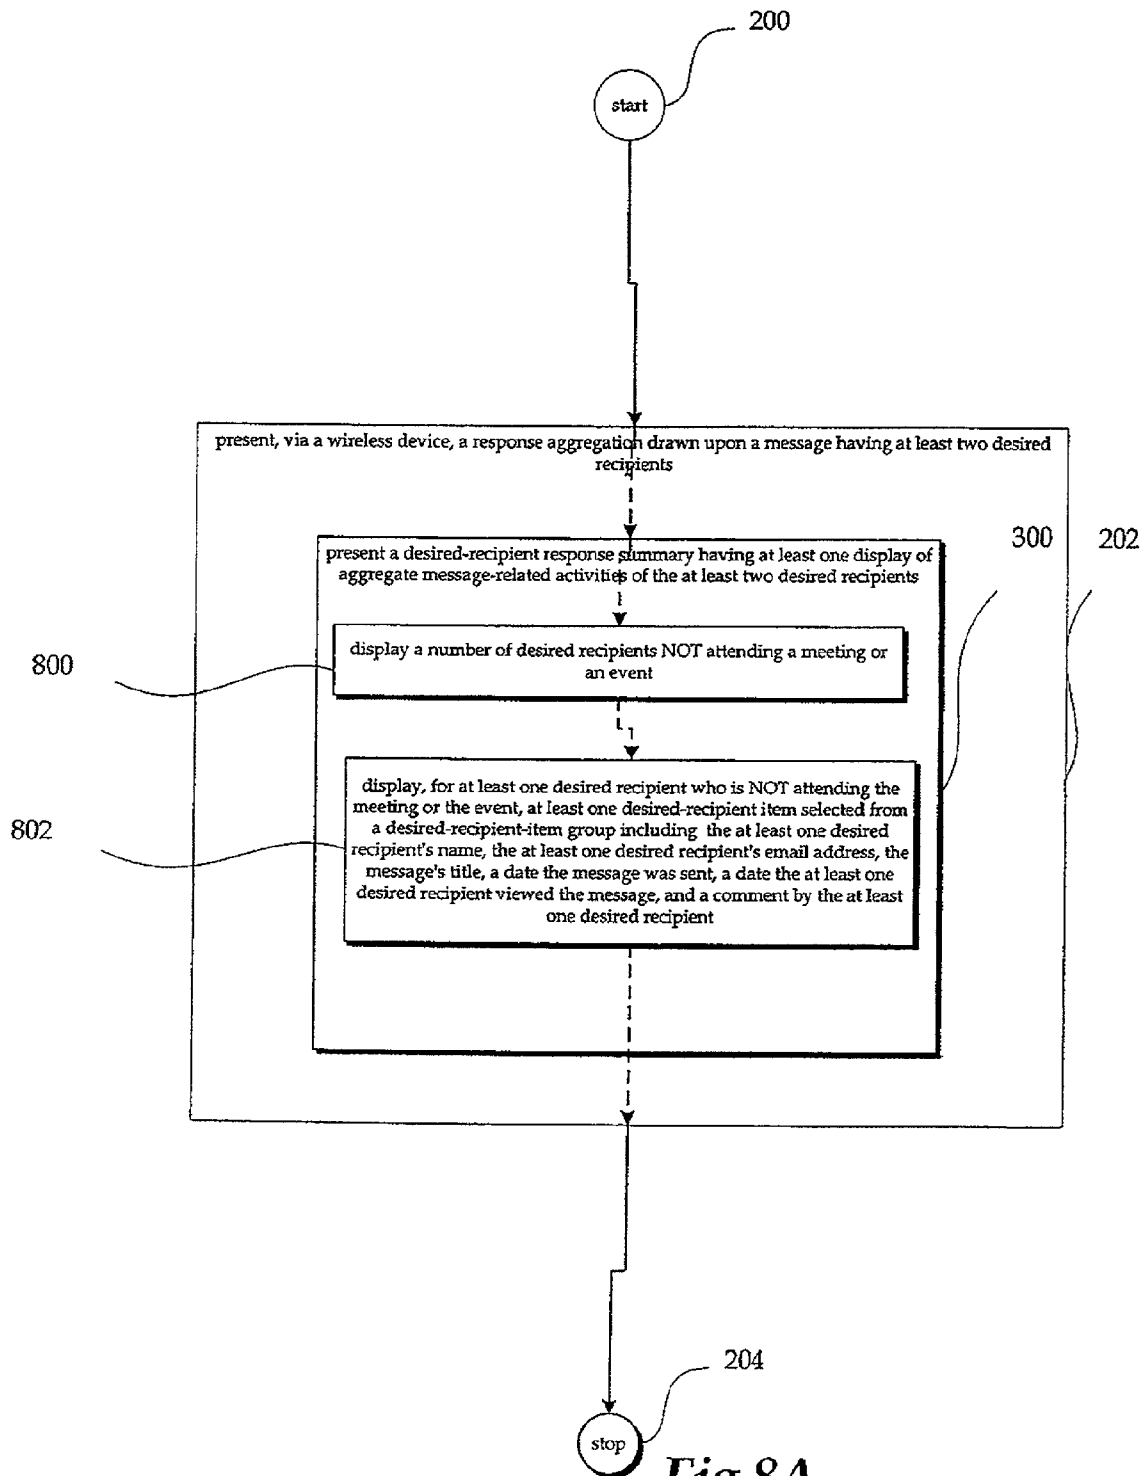 200
start
present, via a wireless device, a response aggregation drawn upon a message having at least two desired
recipients
300
202
present a desired-recipient response summary having at least one display of
aggregate message-related activities of the at least two desired recipients
800
display a number of desired recipients NOT attending a meeting or
an event
802
display, for at least one desired recipient who is NOT attending the
meeting or the event, at least one desired-recipient item selected from
a desired-recipient-item group including the at least one desired
recipient's name, the at least one desired recipient's email address, the
message's title, a date the message was sent, a date the at least one
desired recipient viewed the message, and a comment by the at least
one desired recipient
204
stop
Fig 8A